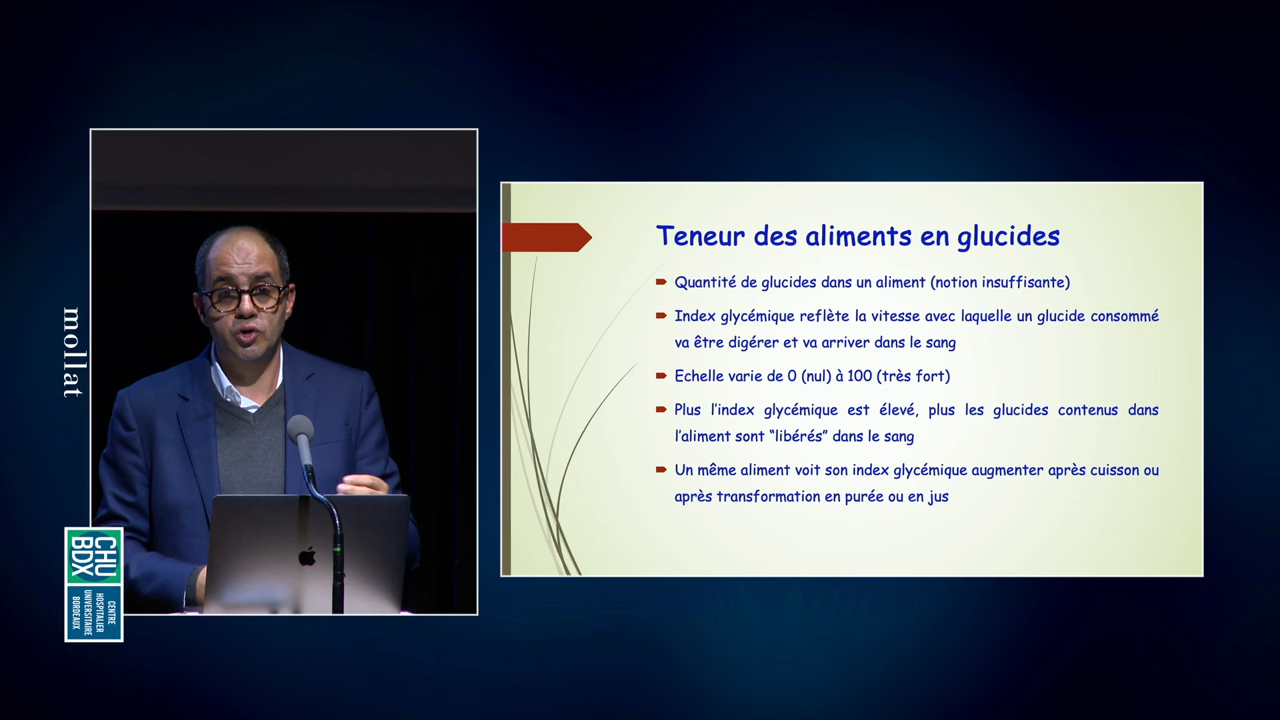 mollat
CHU
BDX
CENTRE
HOSPITALIER
UNIVERSITAIRE
BORDEAUX
Teneur des aliments en glucides
Quantité de glucides dans un aliment (notion insuffisante)
Index glycémique reflète la vitesse avec laquelle un glucide consommé
va être digérer et va arriver dans le sang
Echelle varie de 0 (nul) à 100 (très fort)
Plus l'index glycémique est élevé, plus les glucides contenus dans
l'aliment sont “libérés” dans le sang
Un même aliment voit son index glycémique augmenter après cuisson ou
après transformation en purée ou en jus